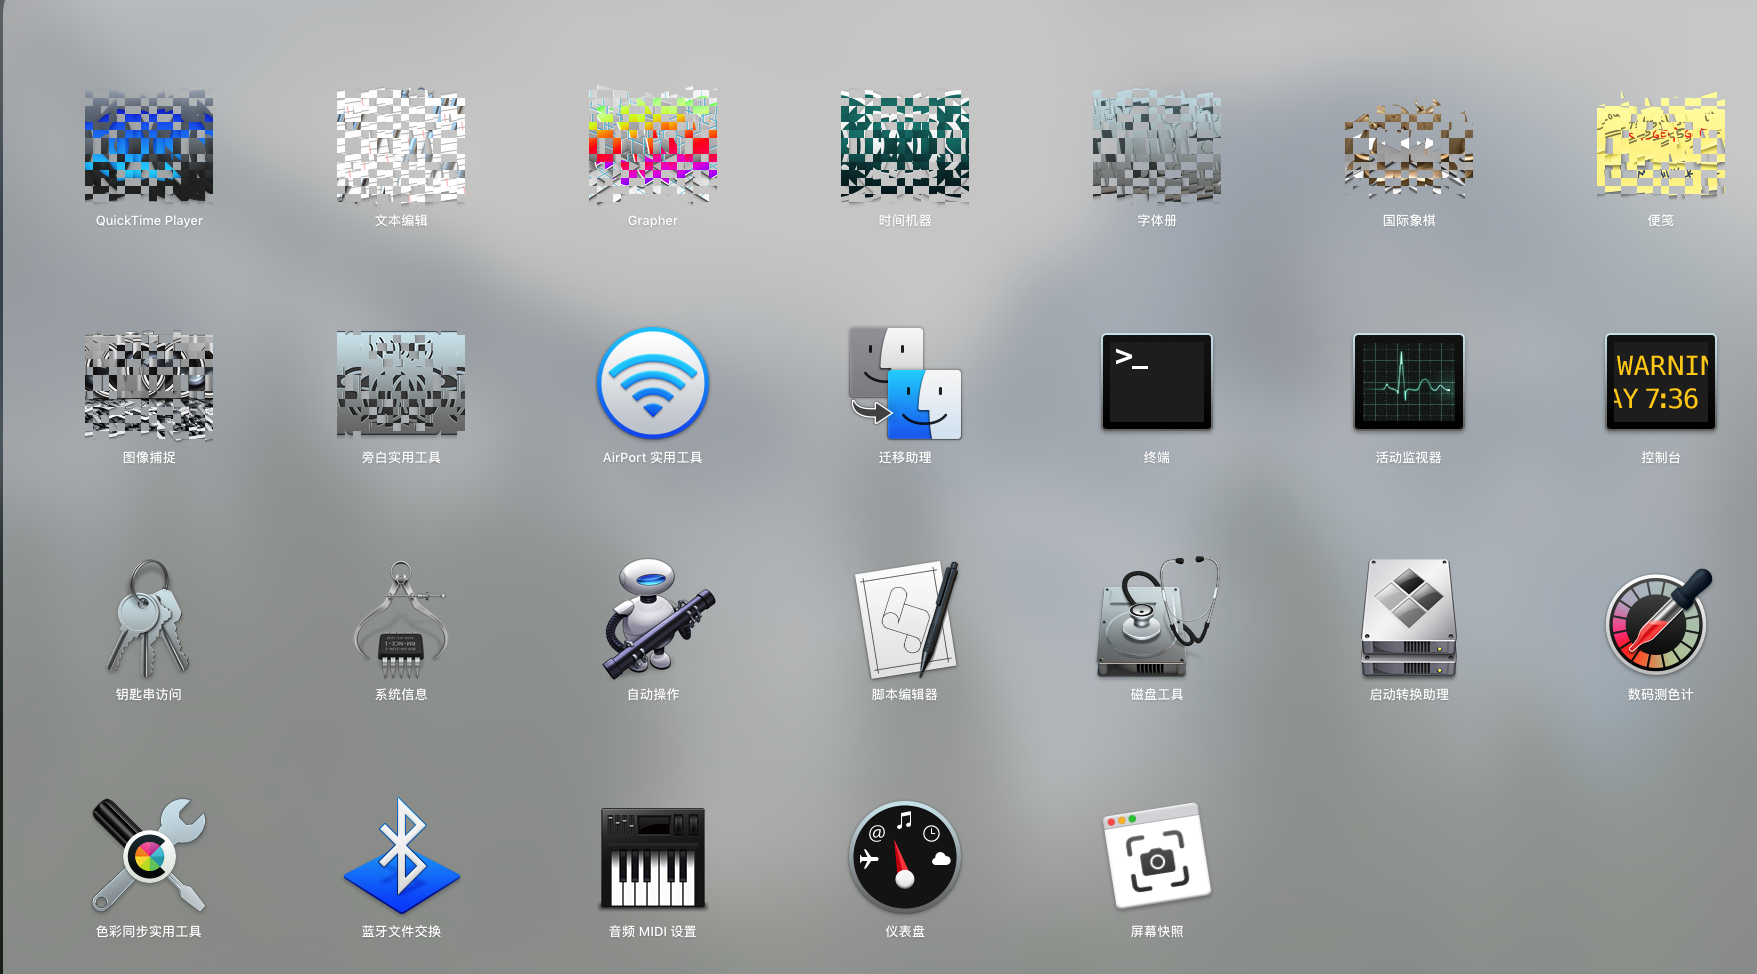 QuickTime Player
文本编辑
Grapher
时间机器
字体册
国际象棋
便笺
图像捕捉
旁白实用工具
AirPort 实用工具
迁移助理
>_
终端
活动监视器
WARNIN
AY 7:36
控制台
钥匙串访问
系统信息
自动操作
脚本编辑器
磁盘工具
启动转换助理
数码测色计
色彩同步实用工具
蓝牙文件交换
音频 MIDI 设置
@
仪表盘
屏幕快照